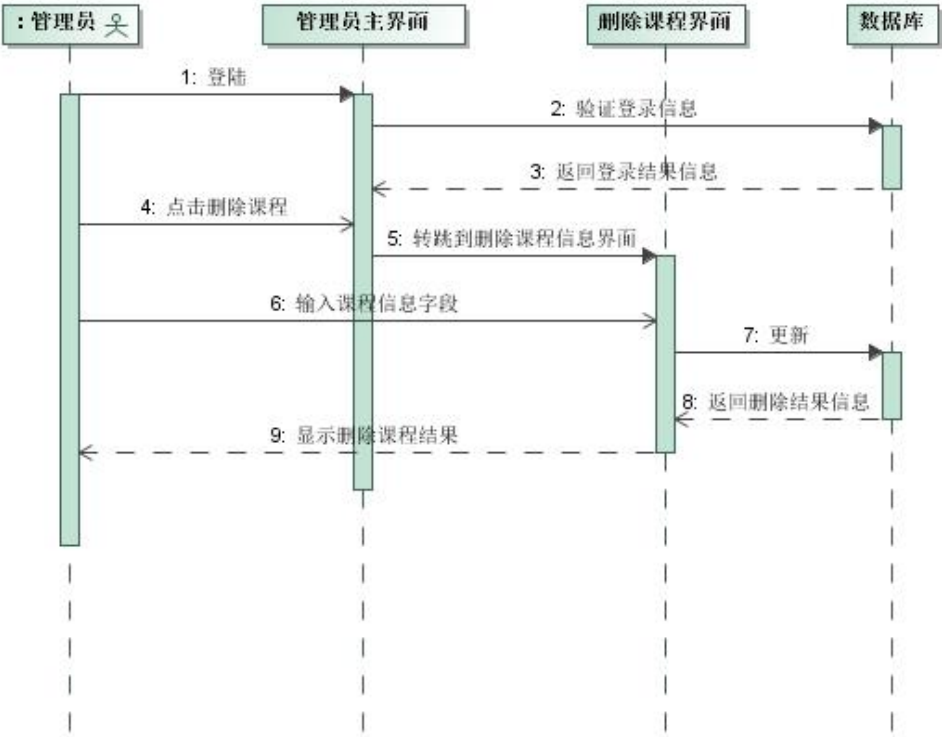 :管理员
管理员主界面
删除课程界面
数据库
1: 登陆
2: 验证登录信息
3: 返回登录结果信息
4: 点击删除课程
5: 转跳到删除课程信息界面
6: 输入课程信息字段
7: 更新
8: 返回删除结果信息
9: 显示删除课程结果